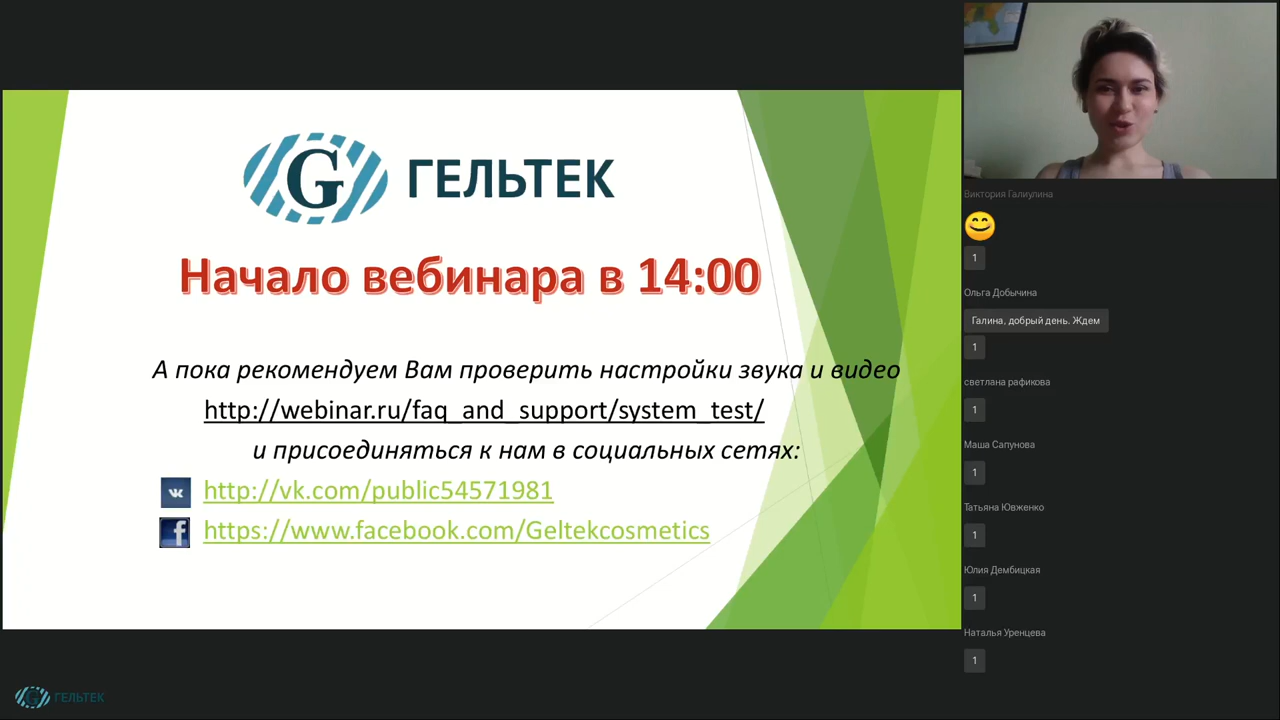 G ГЕЛЬТЕК
Начало вебинара в 14:00
А пока рекомендуем Вам проверить настройки звука и видео
http://webinar.ru/faq_and_support/system_test/
и присоединяться к нам в социальных сетях:
http://vk.com/public54571981
f https://www.facebook.com/Geltekcosmetics
Виктория Галиулина
1
Ольга Добычина
Галина, добрый день. Ждем
1
светлана рафикова
1
Маша Сапунова
1
Татьяна Ювженко
1
Юлия Дембицкая
1
Наталья Уренцева
1
G ГЕЛЬТЕК